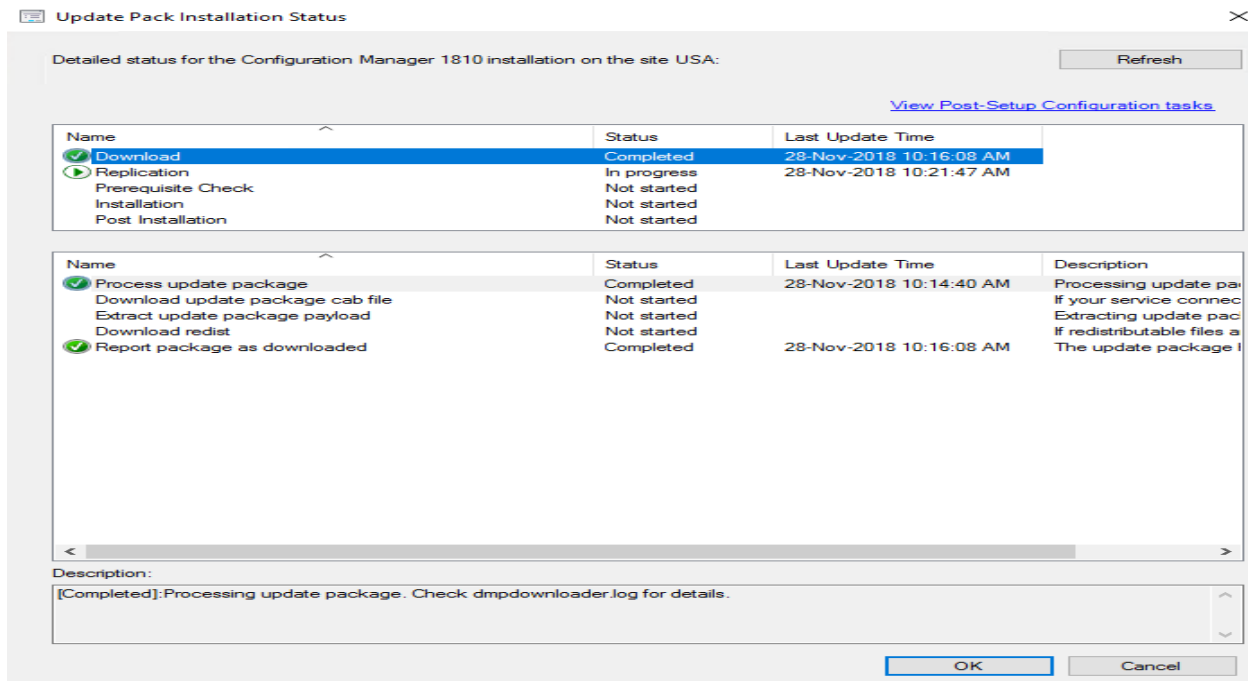 Update Pack Installation Status
Detailed status for the Configuration Manager 1810 installation on the site USA: Refresh
View Post-Setup Configuration tasks
Name Status Last Update Time
Download Completed 28-Nov-2018 10:16:08 AM
Replication In progress 28-Nov-2018 10:21:47 AM
Prerequisite Check Not started
Installation Not started
Post Installation Not started
Name Status Last Update Time Description
Process update package Completed 28-Nov-2018 10:14:40 AM Processing update pa
Download update package cab file Not started If your service connec
Extract update package payload Not started Extracting update pac
Download redist Not started If redistributable files a
Report package as downloaded Completed 28-Nov-2018 10:16:08 AM The update package
Description:
[Completed]:Processing update package. Check dmpdownloader.log for details.
OK Cancel